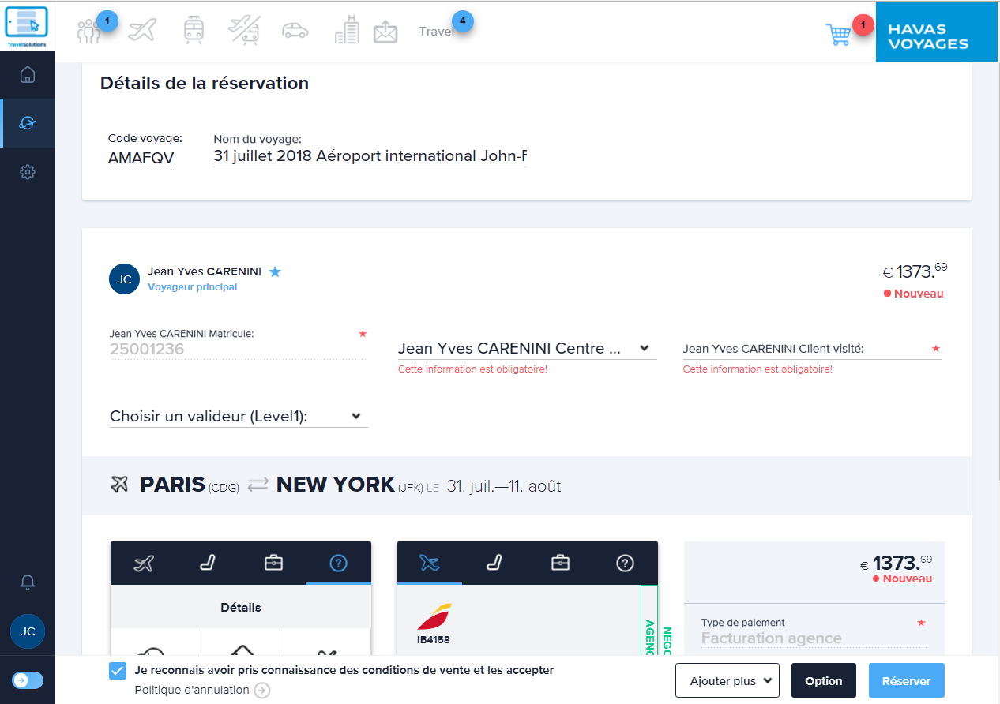 TravelSolutions
1
Travel
4
1
HAVAS
VOYAGES
Détails de la réservation
Code voyage:
AMAFQV
Nom du voyage:
31 juillet 2018 Aéroport international John-F
JC
Jean Yves CARENINI
Voyageur principal
€ 1373.69
Nouveau
Jean Yves CARENINI Matricule:
*
25001236
Jean Yves CARENINI Centre ...
Cette information est obligatoire!
Jean Yves CARENINI Client visité:
*
Cette information est obligatoire!
Choisir un valideur (Level1):
PARIS (CDG) NEW YORK (JFK) LE 31. juil.—11. août
?
Détails
?
IB4158
AGENC
NEGO
€ 1373.69
Nouveau
Type de paiement
*
Facturation agence
JC
Je reconnais avoir pris connaissance des conditions de vente et les accepter
Politique d'annulation
Ajouter plus
Option
Réserver